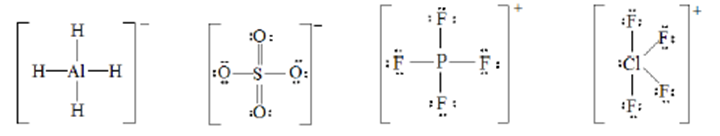 [H–Al(–H)(–H)–H]⁻
[:Ö–S(=O:)(=O:)–Ö:]⁻
[:F̈–P(–F̈:)(–F̈:)–F̈:]⁺
[:Cl(–F̈:)(–F̈:)(–F̈:)–F̈:]⁺